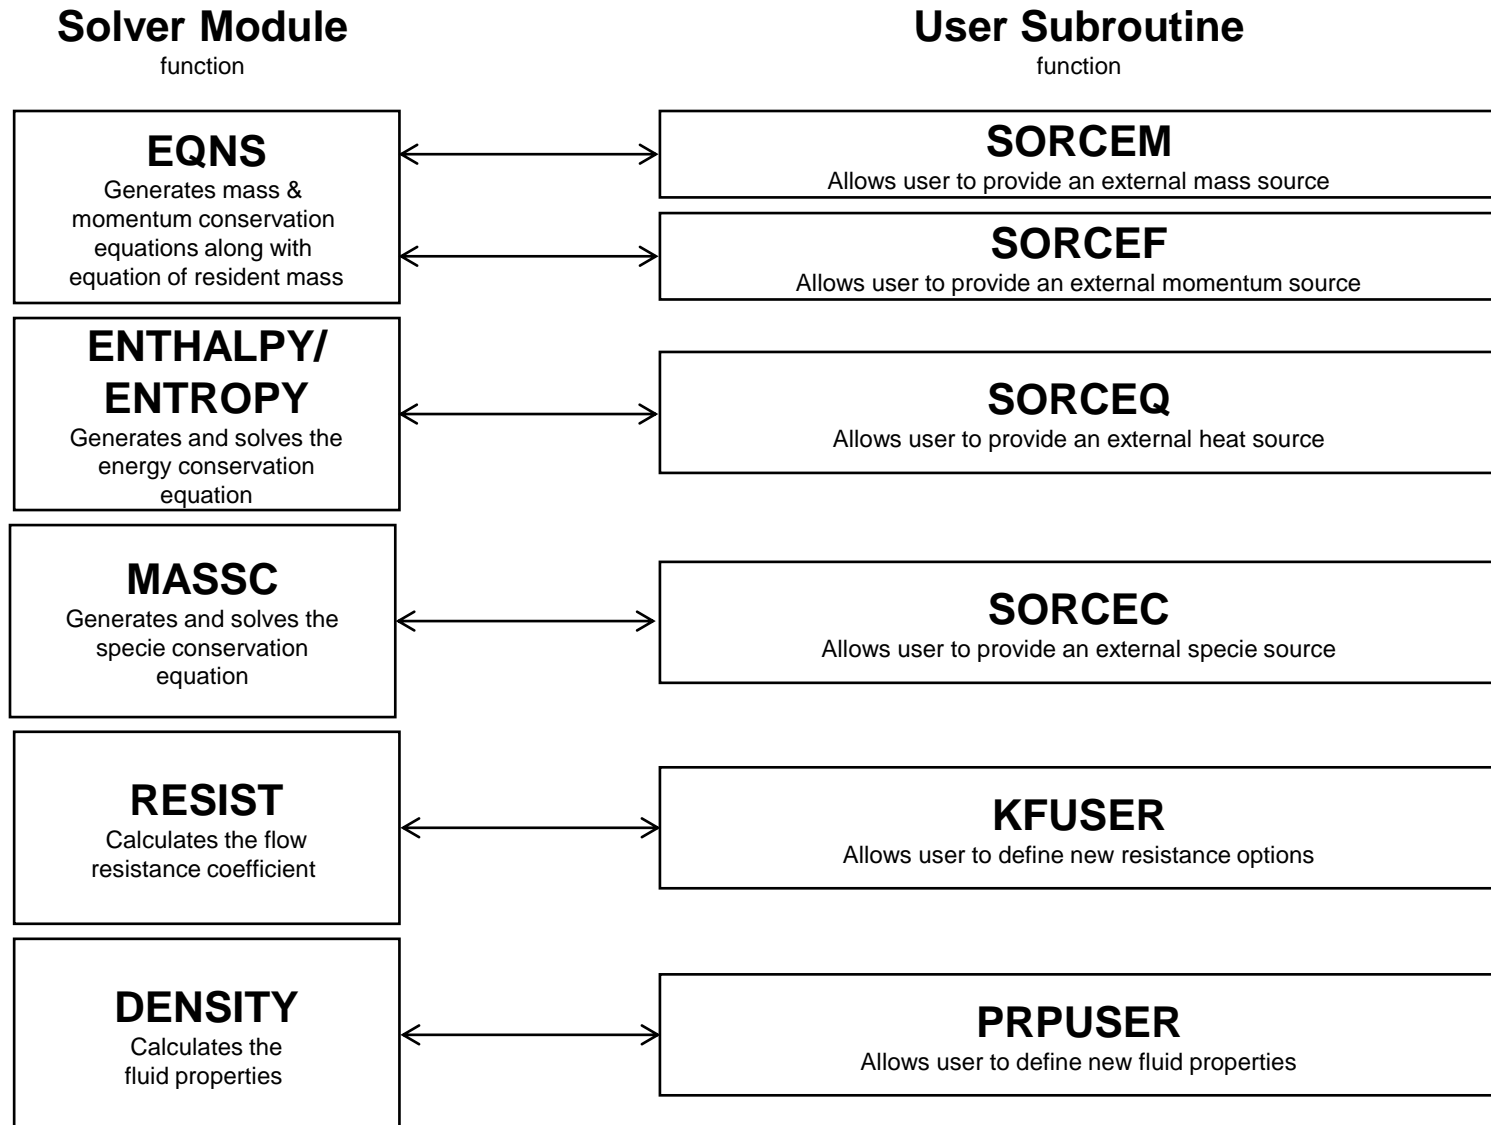 Solver Module
function
User Subroutine
function
EQNS
Generates mass &
momentum conservation
equations along with
equation of resident mass
SORCEM
Allows user to provide an external mass source
SORCEF
Allows user to provide an external momentum source
ENTHALPY/
ENTROPY
Generates and solves the
energy conservation
equation
SORCEQ
Allows user to provide an external heat source
MASSC
Generates and solves the
specie conservation
equation
SORCEC
Allows user to provide an external specie source
RESIST
Calculates the flow
resistance coefficient
KFUSER
Allows user to define new resistance options
DENSITY
Calculates the
fluid properties
PRPUSER
Allows user to define new fluid properties